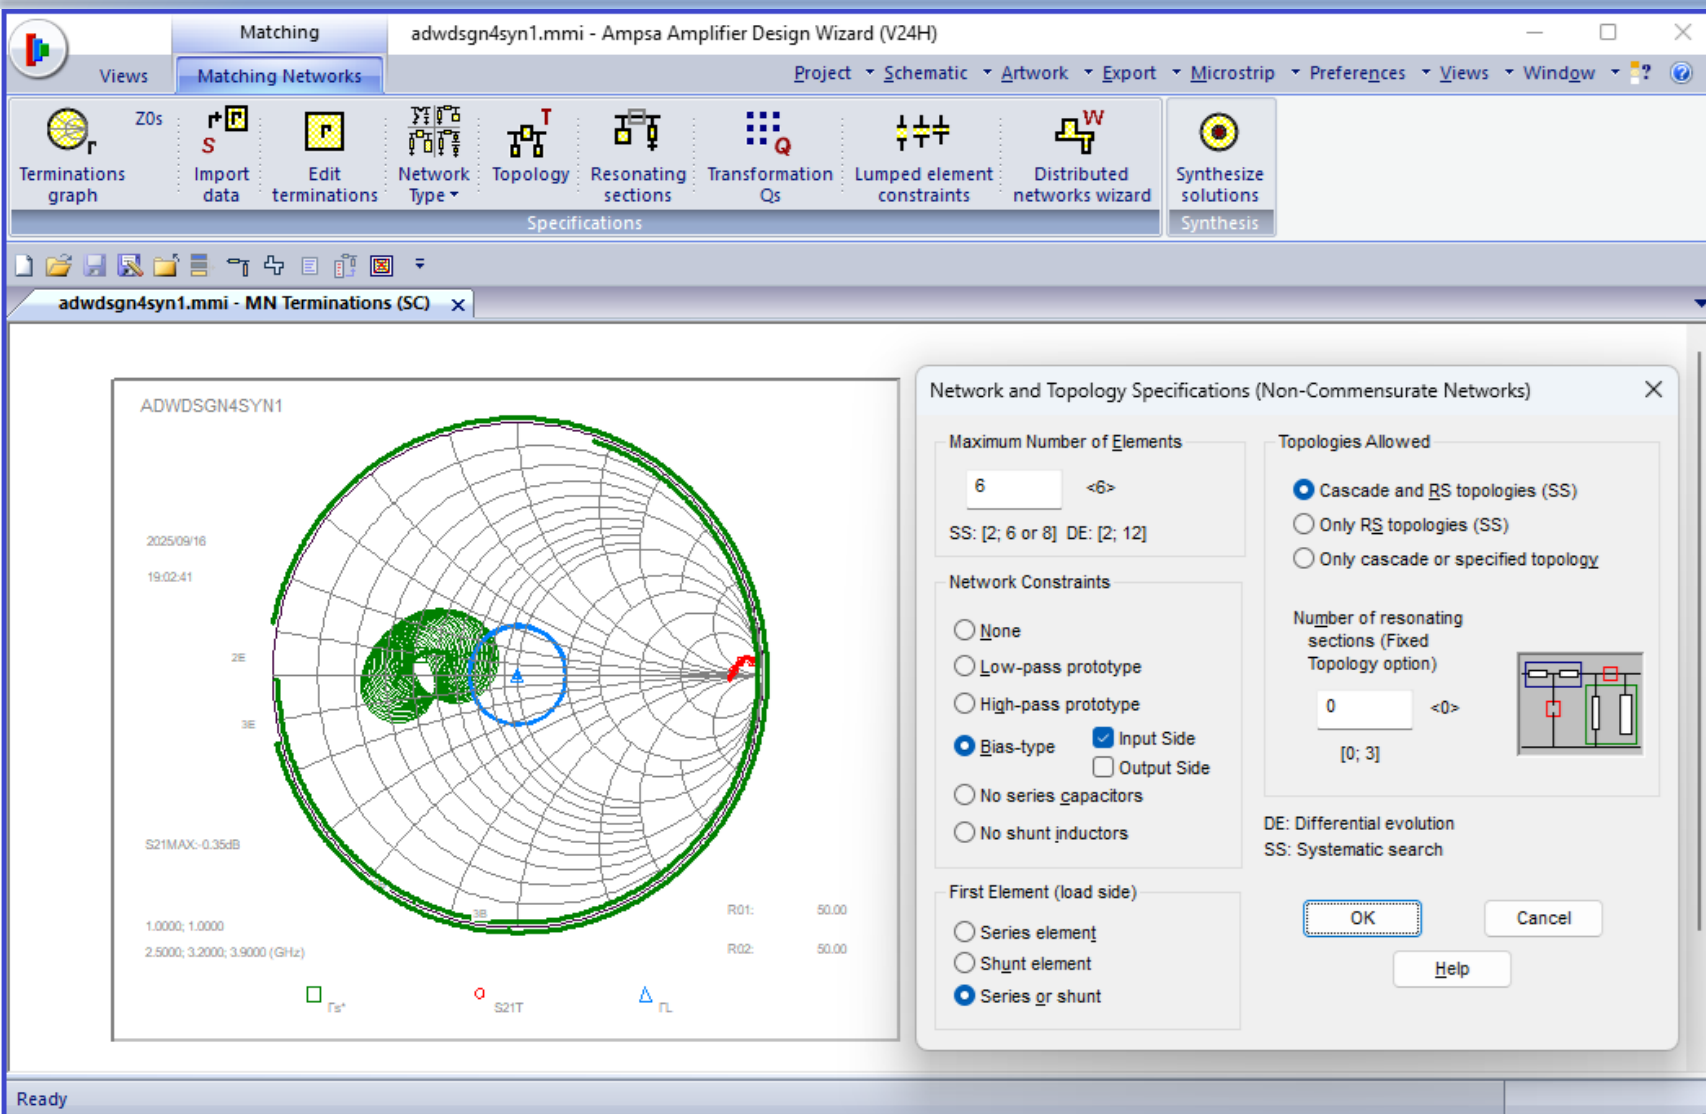 Matching
adwdsgn4syn1.mmi - Ampsa Amplifier Design Wizard (V24H)
Views
Matching Networks
Project
Schematic
Artwork
Export
Microstrip
Preferences
Views
Window
?
Terminations
graph
Γ
Z0s
S
Import
data
Edit
terminations
Network
Type
T
Topology
Resonating
sections
Q
Transformation
Qs
Lumped element
constraints
W
Distributed
networks wizard
Synthesize
solutions
Specifications
Synthesis
adwdsgn4syn1.mmi - MN Terminations (SC)
ADWDSGN4SYN1
2025/09/16
19:02:41
2E
3E
3B
S21MAX:-0.35dB
1.0000; 1.0000
2.5000; 3.2000; 3.9000 (GHz)
R01: 50.00
R02: 50.00
Γs*
S21T
ΓL
Network and Topology Specifications (Non-Commensurate Networks)
Maximum Number of Elements
6 <6>
SS: [2; 6 or 8] DE: [2; 12]
Network Constraints
None
Low-pass prototype
High-pass prototype
Bias-type
Input Side
Output Side
No series capacitors
No shunt inductors
First Element (load side)
Series element
Shunt element
Series or shunt
Topologies Allowed
Cascade and RS topologies (SS)
Only RS topologies (SS)
Only cascade or specified topology
Number of resonating
sections (Fixed
Topology option)
0 <0>
[0; 3]
DE: Differential evolution
SS: Systematic search
OK
Cancel
Help
Ready